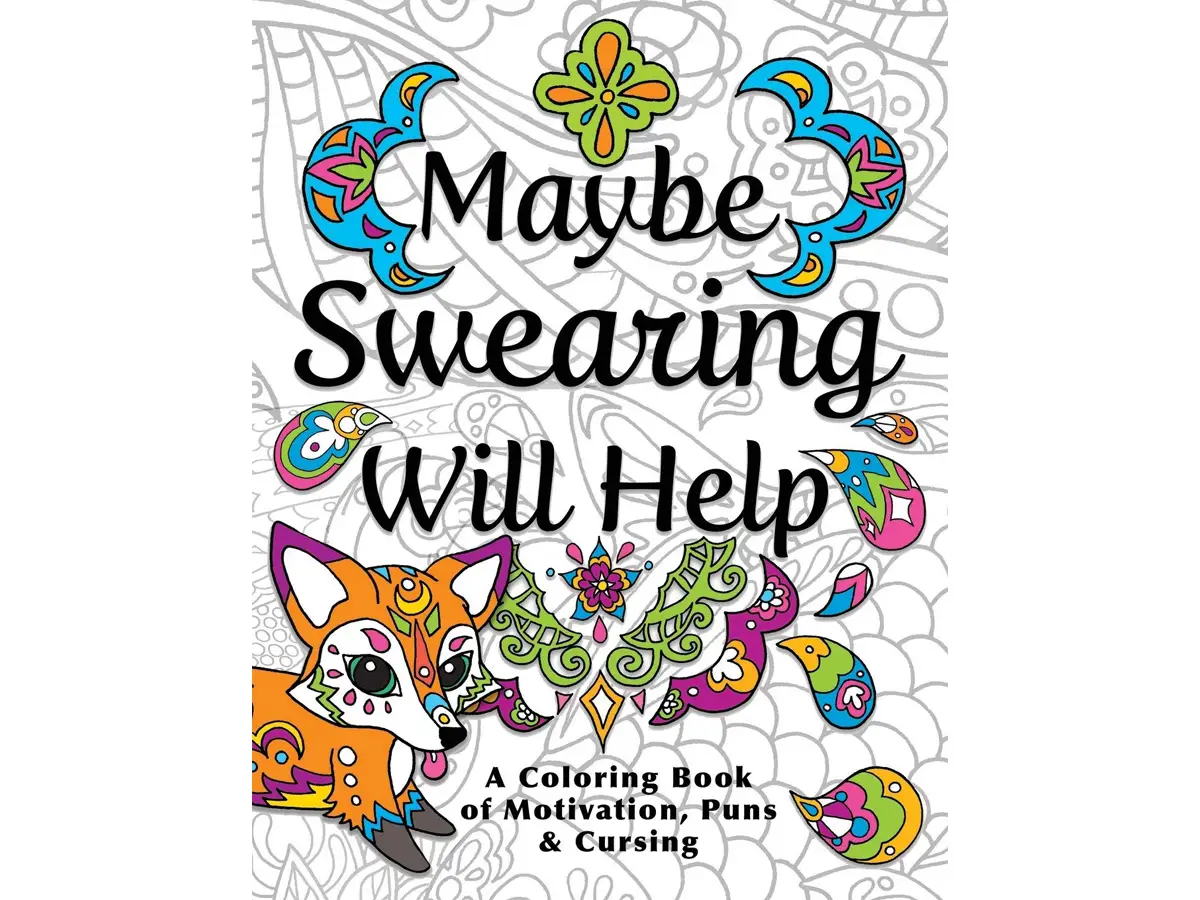 Maybe
Swearing
Will Help
A Coloring Book
of Motivation, Puns
& Cursing